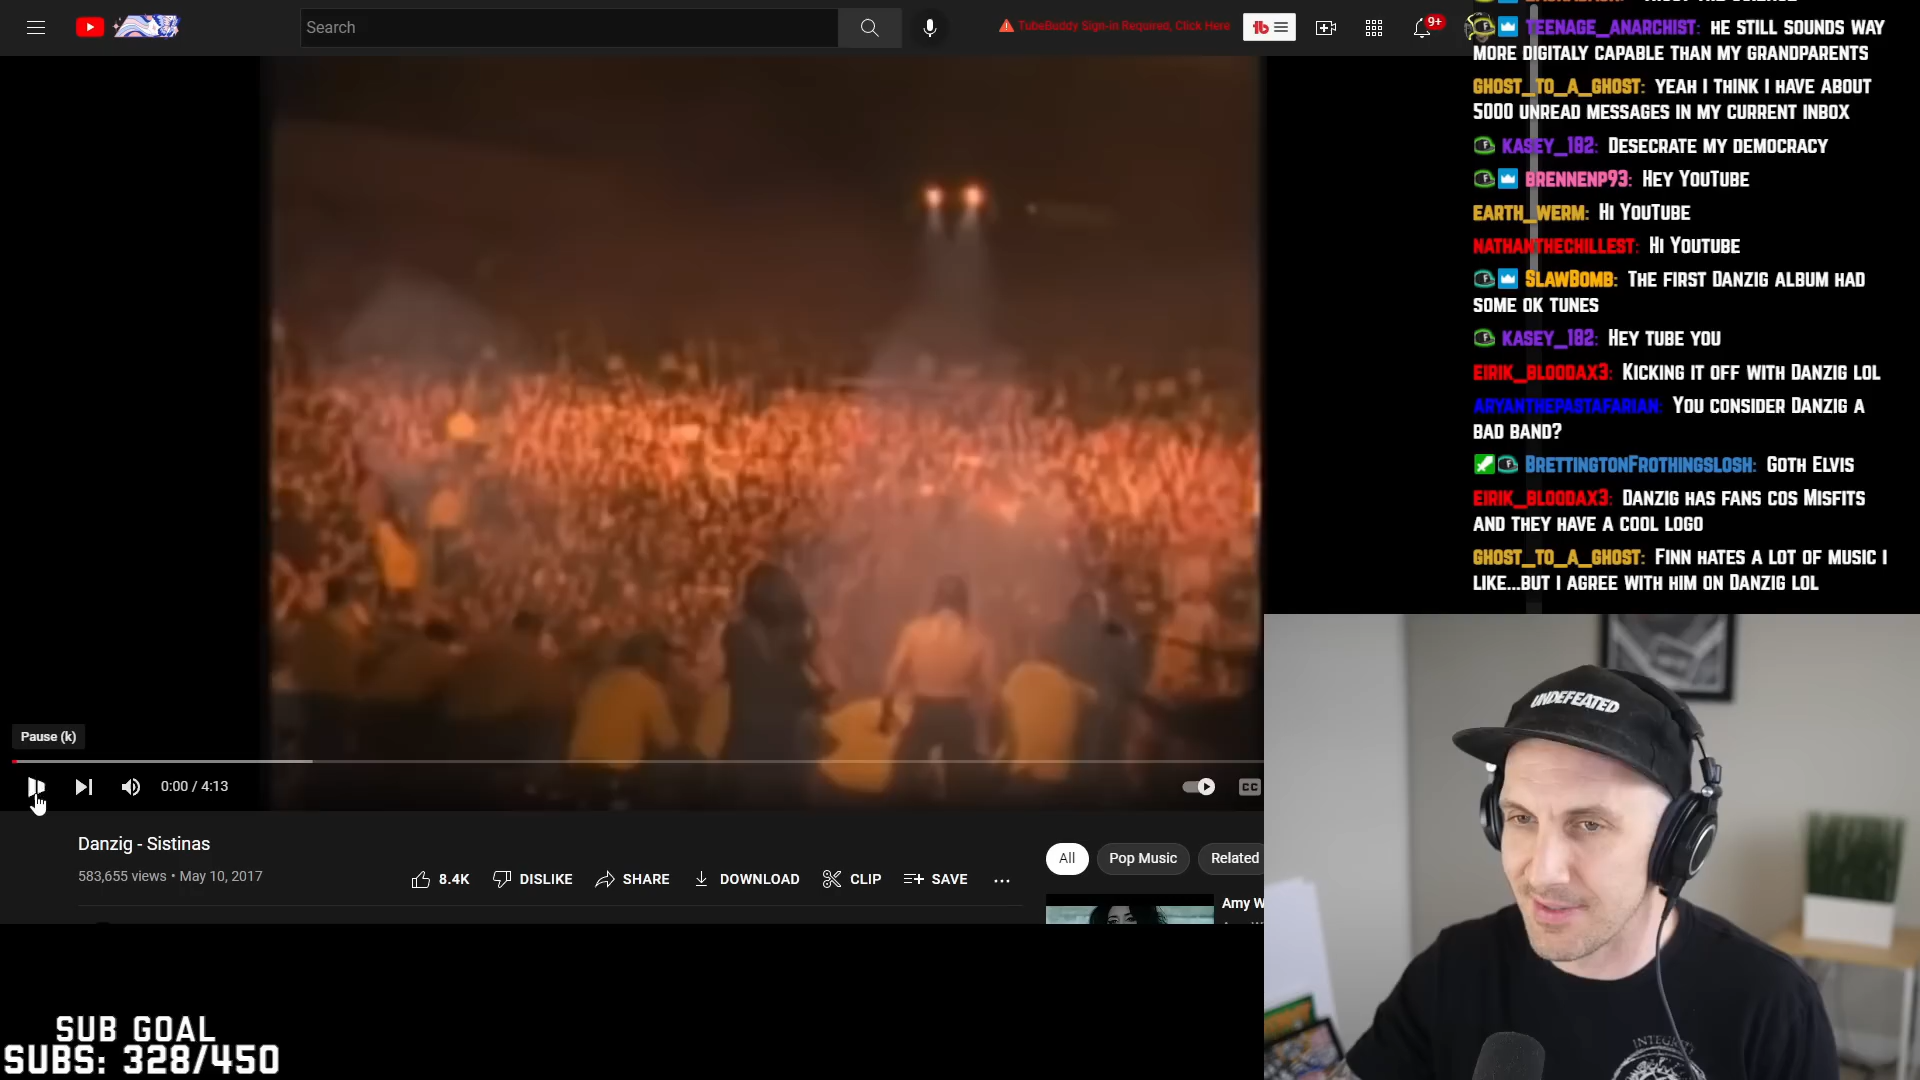 Search
TubeBuddy Sign-in Required, Click Here
9+
TEENAGE_ANARCHIST: HE STILL SOUNDS WAY
MORE DIGITALY CAPABLE THAN MY GRANDPARENTS
GHOST_TO_A_GHOST: YEAH I THINK I HAVE ABOUT
5000 UNREAD MESSAGES IN MY CURRENT INBOX
KASEY_182: DESECRATE MY DEMOCRACY
BRENNENP93: HEY YOUTUBE
EARTH_WERM: HI YOUTUBE
NATHANTHECHILLEST: HI YOUTUBE
SLAWBOMB: THE FIRST DANZIG ALBUM HAD
SOME OK TUNES
KASEY_182: HEY TUBE YOU
EIRIK_BLOODAX3: KICKING IT OFF WITH DANZIG LOL
ARYANTHEPASTAFARIAN: YOU CONSIDER DANZIG A
BAD BAND?
BRETTINGTONFROTHINGSLOSH: GOTH ELVIS
EIRIK_BLOODAX3: DANZIG HAS FANS COS MISFITS
AND THEY HAVE A COOL LOGO
GHOST_TO_A_GHOST: FINN HATES A LOT OF MUSIC I
LIKE...BUT I AGREE WITH HIM ON DANZIG LOL
UNDEFEATED
Pause (k)
0:00 / 4:13
CC
Danzig - Sistinas
583,655 views • May 10, 2017
8.4K DISLIKE SHARE DOWNLOAD CLIP SAVE
All Pop Music Related
Amy W
SUB GOAL
SUBS: 328/450